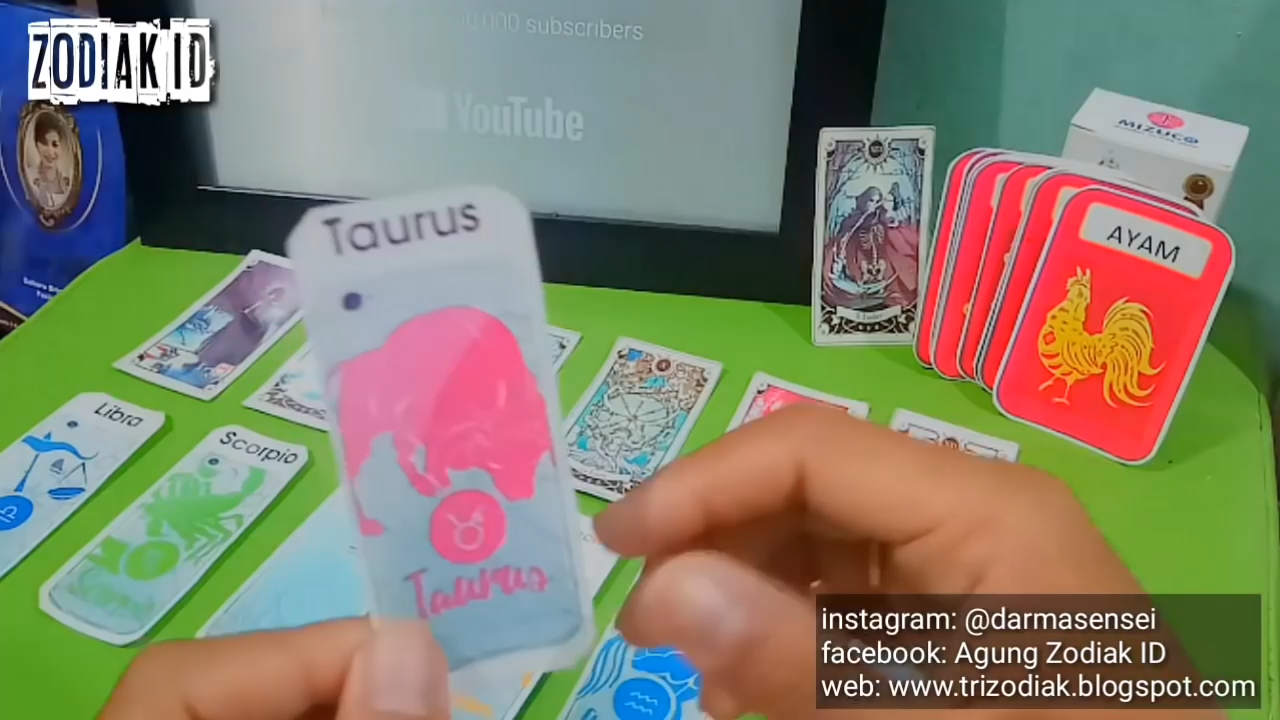 ZODIAK ID
000 subscribers
YouTube
MIZUCO
Taurus
AYAM
Libra
Scorpio
Taurus
instagram: @darmasensei
facebook: Agung Zodiak ID
web: www.trizodiak.blogspot.com